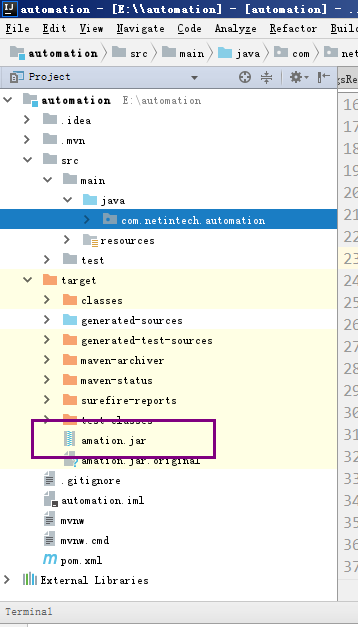 automation - [E:\\automation] - [automation] - .
File Edit View Navigate Code Analyze Refactor Buil
automation src main java com net
Project
gsRe
automation E:\automation
.idea
.mvn
src
main
java
com.netintech.automation
resources
test
target
classes
generated-sources
generated-test-sources
maven-archiver
maven-status
surefire-reports
test-classes
amation.jar
amation.jar.original
.gitignore
automation.iml
mvnw
mvnw.cmd
pom.xml
External Libraries
16
17
18
19
20
21
22
23
24
25
26
27
28
29
30
31
32
33
34
35
36
37
Terminal